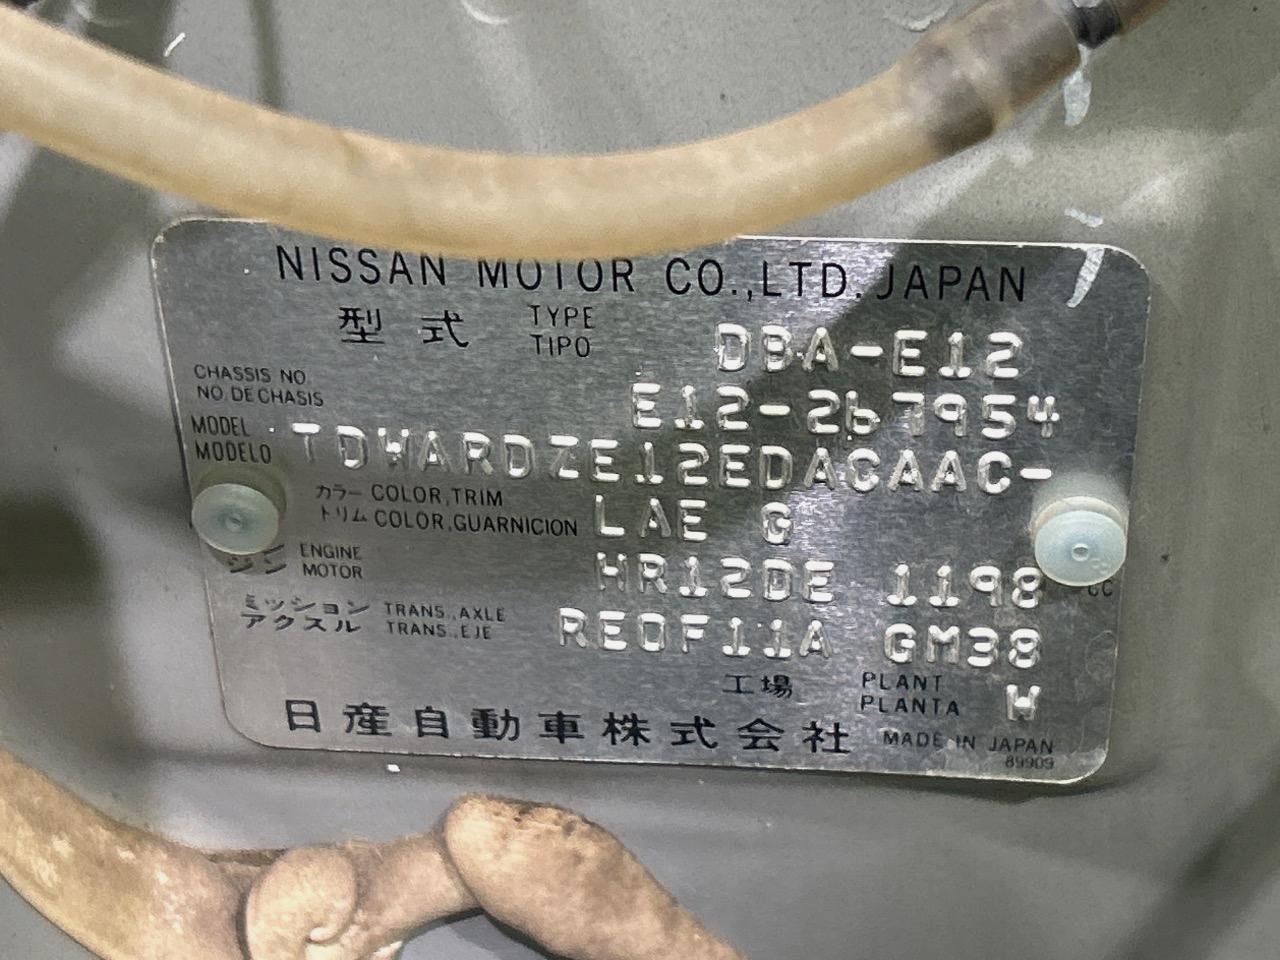 NISSAN MOTOR CO.,LTD. JAPAN
型式 TYPE TIPO DBA-E12
CHASSIS NO. NO. DE CHASIS E12-267954
MODEL MODELO TDWARDZE12EDACAAC-
カラー COLOR,TRIM
トリム COLOR,GUARNICION LAE G
ジン ENGINE MOTOR HR12DE 1198 cc
ミッション TRANS.,AXLE
アクスル TRANS.,EJE RE0F11A GM38
工場 PLANT PLANTA W
日産自動車株式会社 MADE IN JAPAN
89909